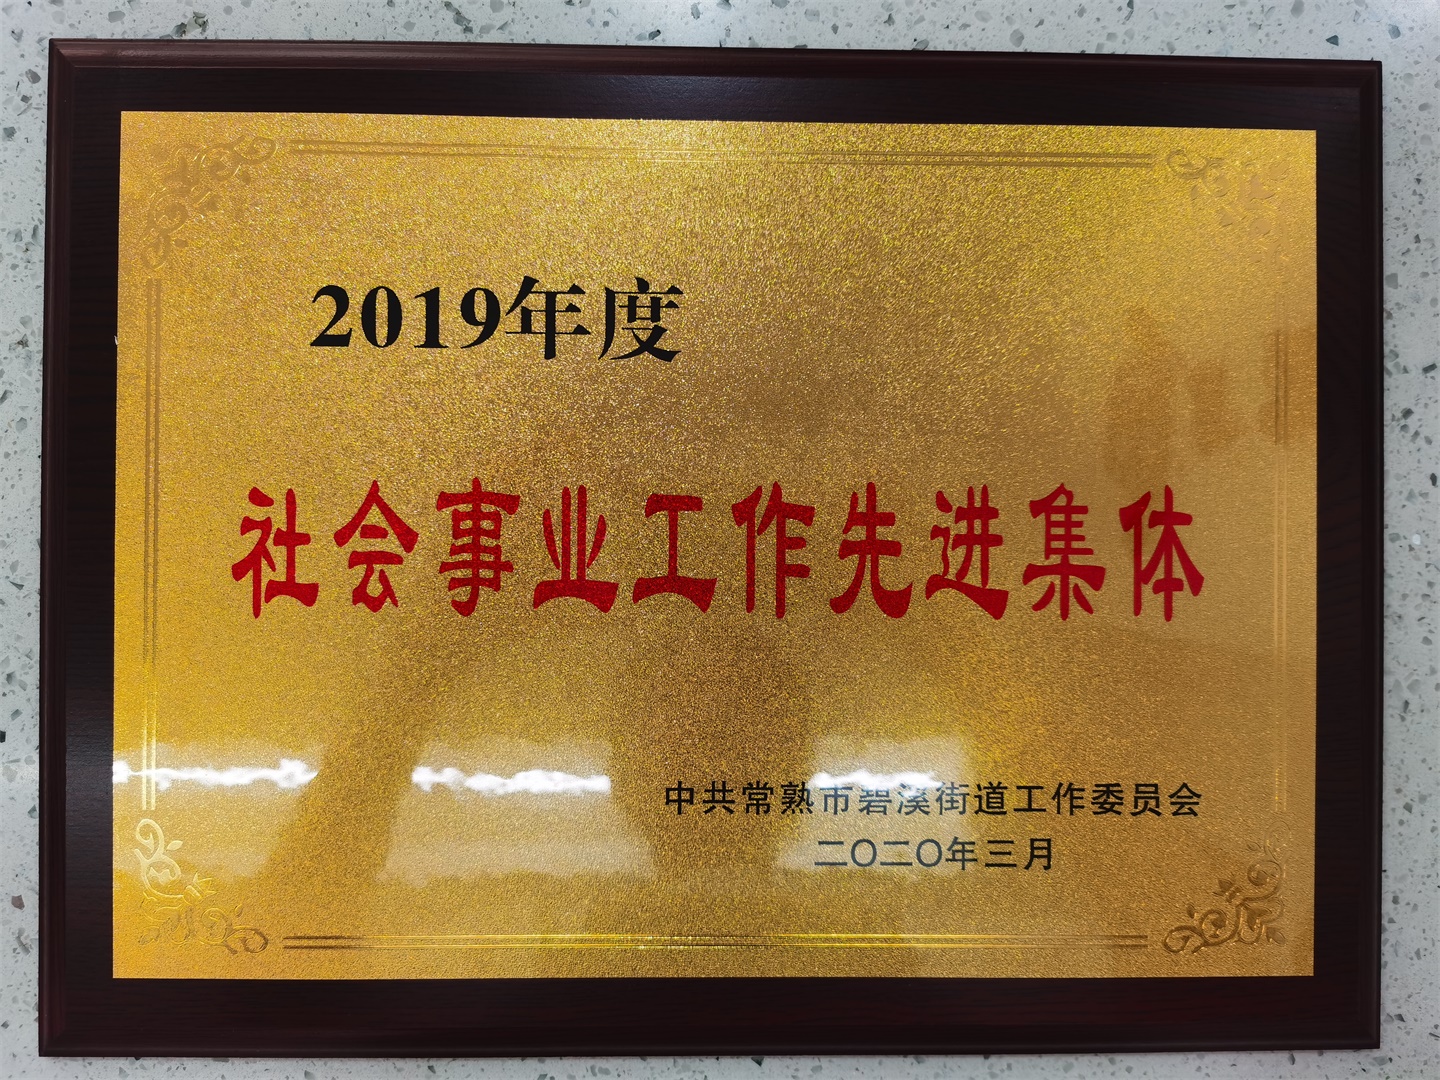 2019年度
社会事业工作先进集体
中共常熟市碧溪街道工作委员会
二〇二〇年三月